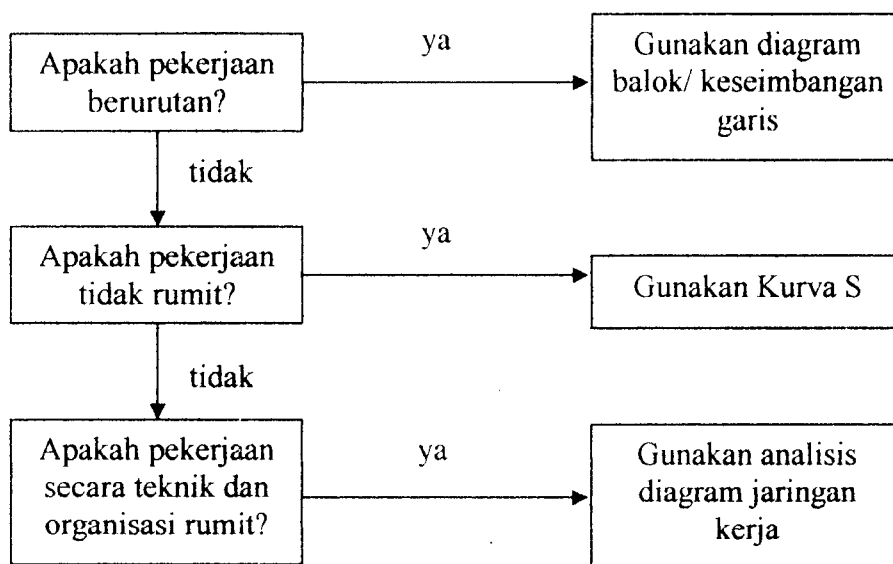 Apakah pekerjaan
berurutan?
ya
Gunakan diagram
balok/ keseimbangan
garis
tidak
Apakah pekerjaan
tidak rumit?
ya
Gunakan Kurva S
tidak
Apakah pekerjaan
secara teknik dan
organisasi rumit?
ya
Gunakan analisis
diagram jaringan
kerja